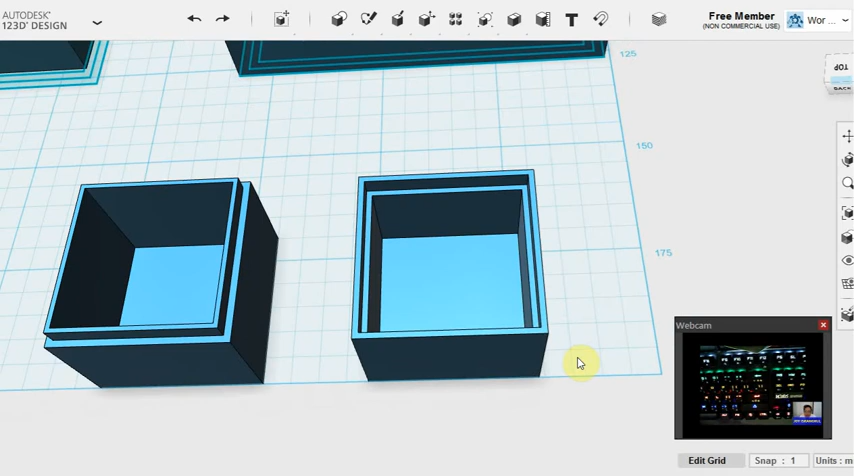 AUTODESK®
123D® DESIGN
T
Free Member
(NON COMMERCIAL USE)
Wor ...
125
TOP
BACK
150
175
Webcam
Edit Grid
Snap : 1
Units : m